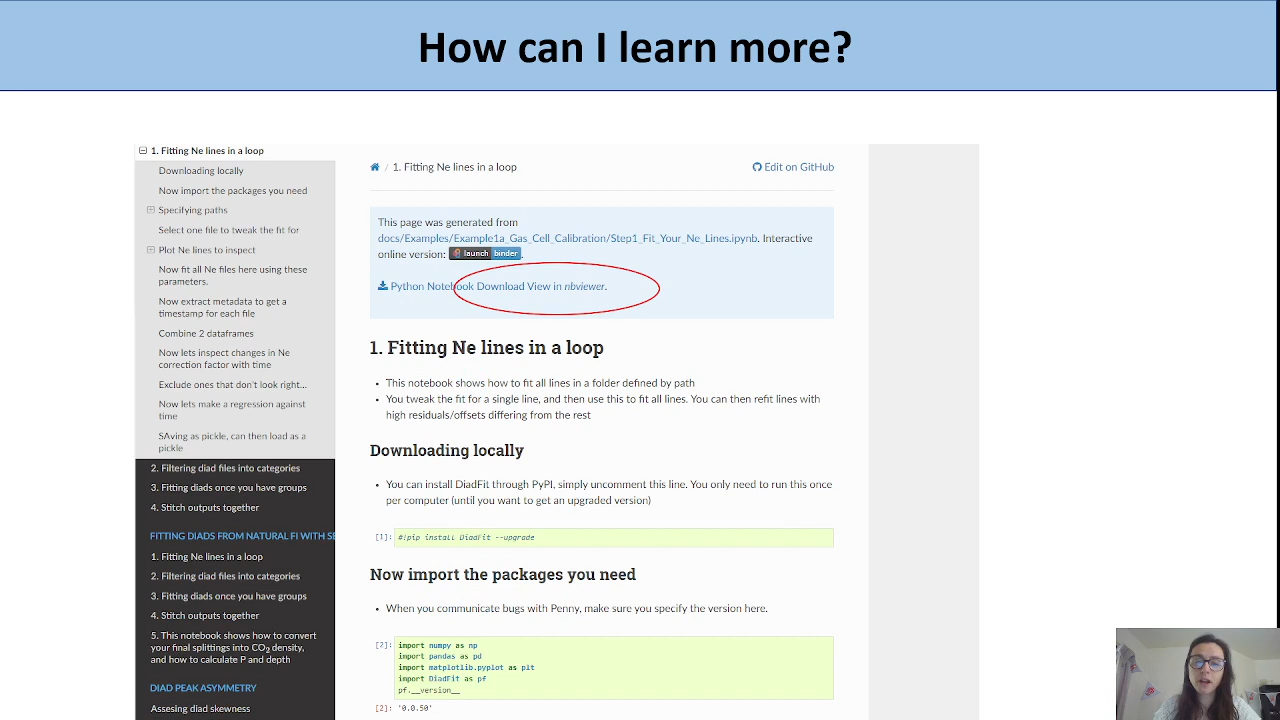 How can I learn more?
1. Fitting Ne lines in a loop
Downloading locally
Now import the packages you need
Specifying paths
Select one file to tweak the fit for
Plot Ne lines to inspect
Now fit all Ne files here using these
parameters.
Now extract metadata to get a
timestamp for each file
Combine 2 dataframes
Now lets inspect changes in Ne
correction factor with time
Exclude ones that don't look right...
Now lets make a regression against
time
SAving as pickle, can then load as a
pickle
2. Filtering diad files into categories
3. Fitting diads once you have groups
4. Stitch outputs together
FITTING DIADS FROM NATURAL FI WITH SE
1. Fitting Ne lines in a loop
2. Filtering diad files into categories
3. Fitting diads once you have groups
4. Stitch outputs together
5. This notebook shows how to convert
your final splittings into CO2 density,
and how to calculate P and depth
DIAD PEAK ASYMMETRY
Assesing diad skewness
/ 1. Fitting Ne lines in a loop
Edit on GitHub
This page was generated from
docs/Examples/Example1a_Gas_Cell_Calibration/Step1_Fit_Your_Ne_Lines.ipynb. Interactive
online version: launch binder.
Python Notebook Download View in nbviewer.
1. Fitting Ne lines in a loop
• This notebook shows how to fit all lines in a folder defined by path
• You tweak the fit for a single line, and then use this to fit all lines. You can then refit lines with
high residuals/offsets differing from the rest
Downloading locally
• You can install DiadFit through PyPI, simply uncomment this line. You only need to run this once
per computer (until you want to get an upgraded version)
[1]: #!pip install DiadFit --upgrade
Now import the packages you need
• When you communicate bugs with Penny, make sure you specify the version here.
[2]: import numpy as np
import pandas as pd
import matplotlib.pyplot as plt
import DiadFit as pf
pf.__version__
[2]: '0.0.50'